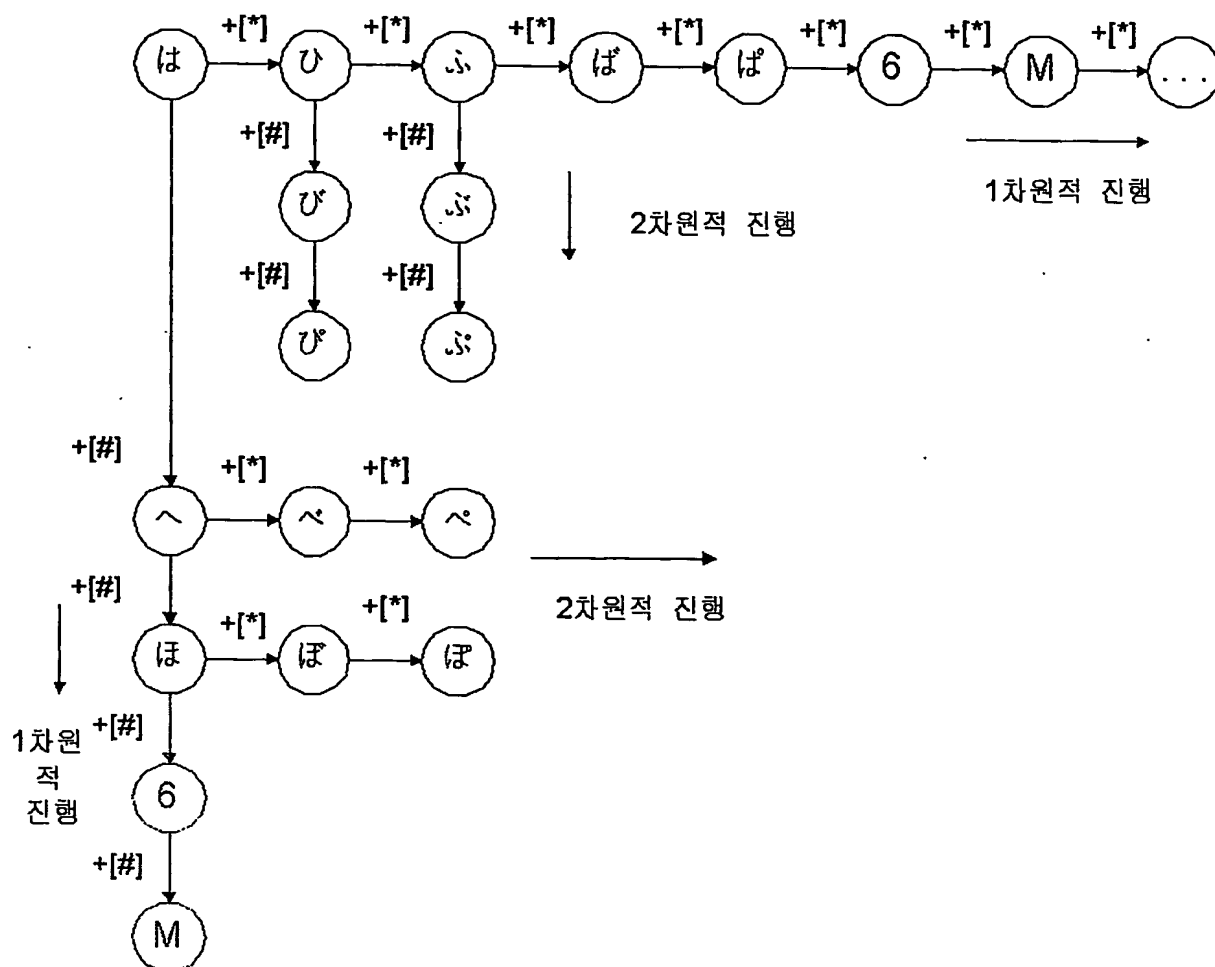 +[*] +[*] +[*] +[*] +[*] +[*] +[*]
は ひ ふ ば ぱ 6 M ...
+[#] +[#]
1차원적 진행
び ぶ
2차원적 진행
+[#] +[#]
ぴ ぷ
+[#]
+[*] +[*]
へ べ ぺ
+[#]
2차원적 진행
+[*] +[*]
ほ ぼ ぽ
+[#]
1차원
적
진행
6
+[#]
M